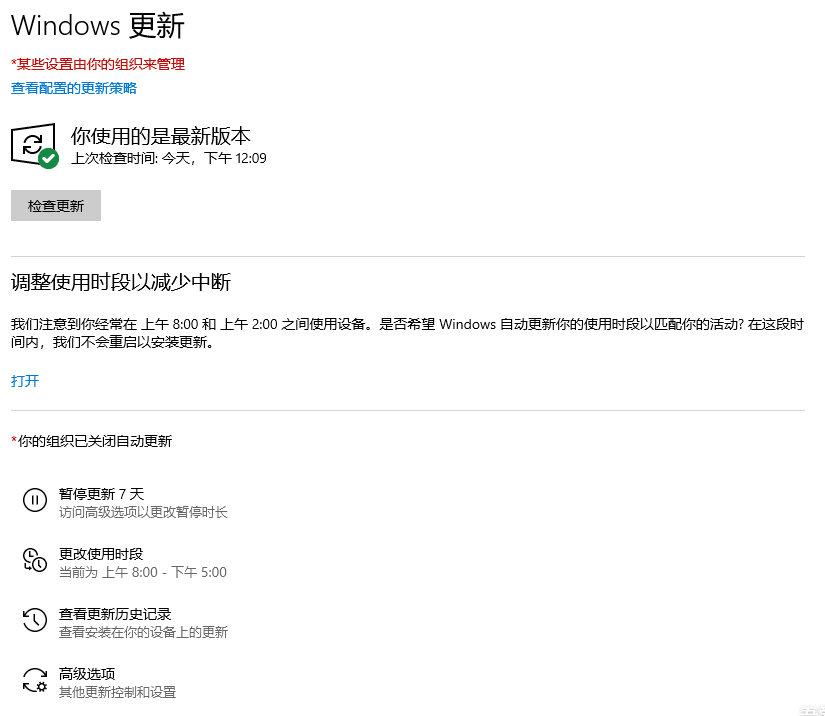 Windows 更新
*某些设置由你的组织来管理
查看配置的更新策略
你使用的是最新版本
上次检查时间: 今天，下午 12:09
检查更新
调整使用时段以减少中断
我们注意到你经常在 上午 8:00 和 上午 2:00 之间使用设备。是否希望 Windows 自动更新你的使用时段以匹配你的活动? 在这段时
间内，我们不会重启以安装更新。
打开
*你的组织已关闭自动更新
暂停更新 7 天
访问高级选项以更改暂停时长
更改使用时段
当前为 上午 8:00 - 下午 5:00
查看更新历史记录
查看安装在你的设备上的更新
高级选项
其他更新控制和设置